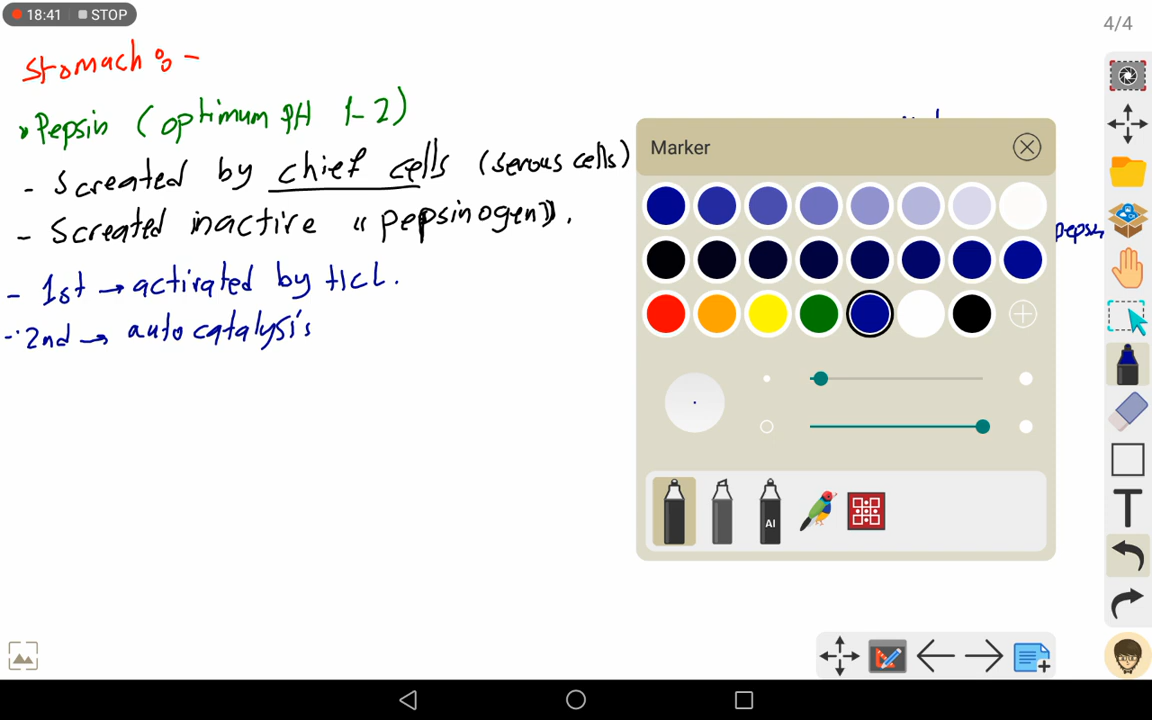 18:41 STOP
4/4
Stomach :-
Pepsin (optimum PH 1-2)
- Screated by chief cells (serous cells)
- Screated inactive "pepsinogen".
- 1st → activated by HCL.
- 2nd → auto catalysis
Marker
AI
T